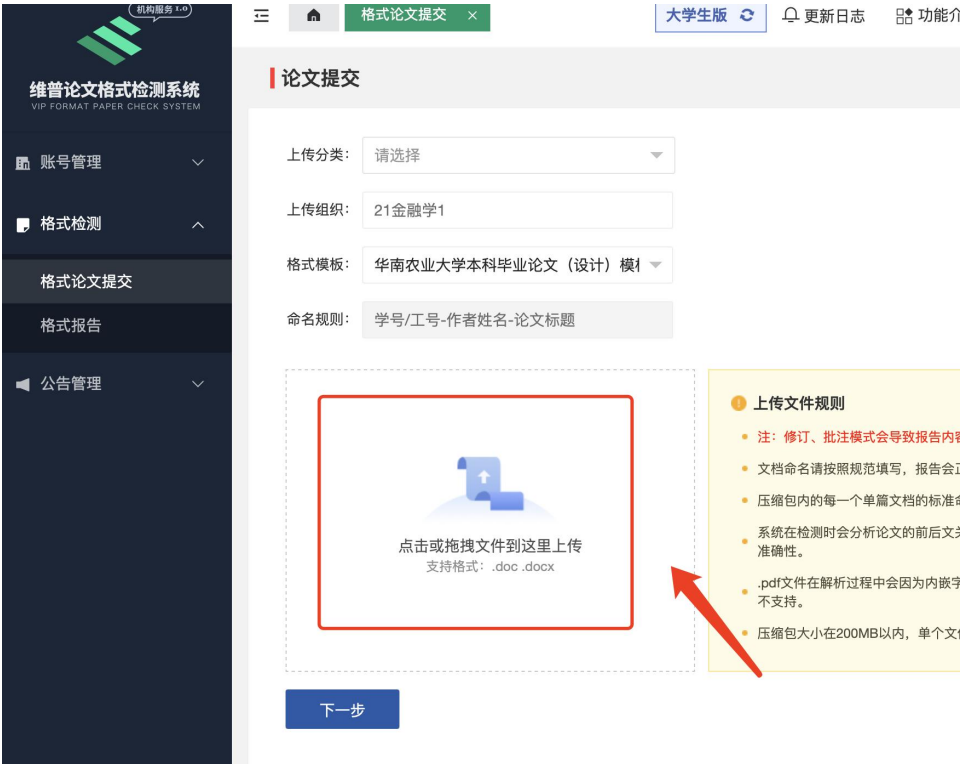 机构服务 1.0
维普论文格式检测系统
VIP FORMAT PAPER CHECK SYSTEM
账号管理
格式检测
格式论文提交
格式报告
公告管理
格式论文提交 ×
大学生版
更新日志
功能介
论文提交
上传分类： 请选择
上传组织： 21金融学1
格式模板： 华南农业大学本科毕业论文（设计）模
命名规则： 学号/工号-作者姓名-论文标题
点击或拖拽文件到这里上传
支持格式：.doc .docx
下一步
上传文件规则
注：修订、批注模式会导致报告内
文档命名请按照规范填写，报告会
压缩包内的每一个单篇文档的标准
系统在检测时会分析论文的前后文
准确性。
.pdf文件在解析过程中会因为内嵌字
不支持。
压缩包大小在200MB以内，单个文